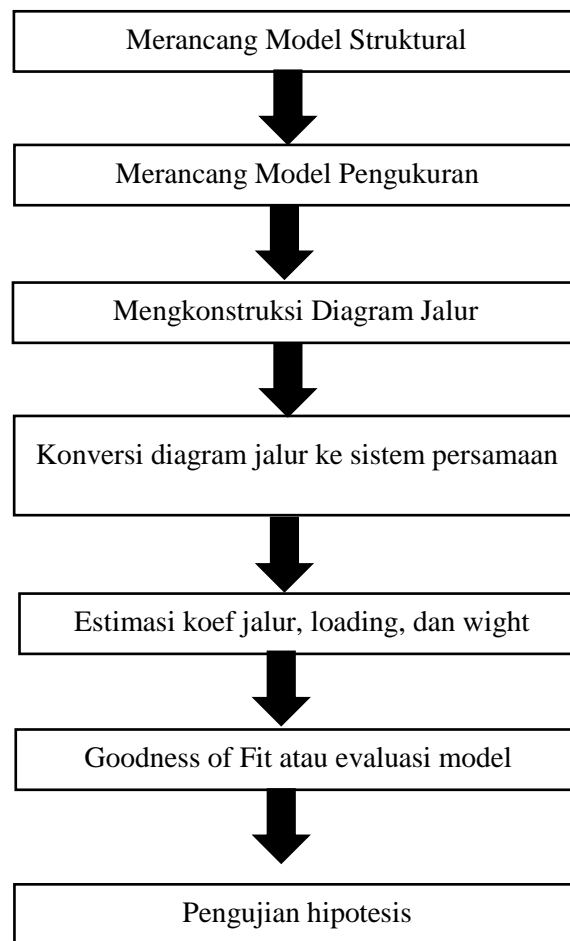 Merancang Model Struktural
Merancang Model Pengukuran
Mengkonstruksi Diagram Jalur
Konversi diagram jalur ke sistem persamaan
Estimasi koef jalur, loading, dan wight
Goodness of Fit atau evaluasi model
Pengujian hipotesis